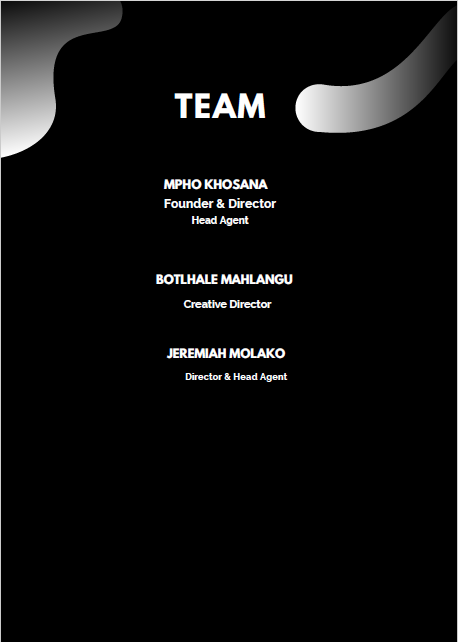 TEAM
MPHO KHOSANA
Founder & Director
Head Agent
BOTLHALE MAHLANGU
Creative Director
JEREMIAH MOLAKO
Director & Head Agent